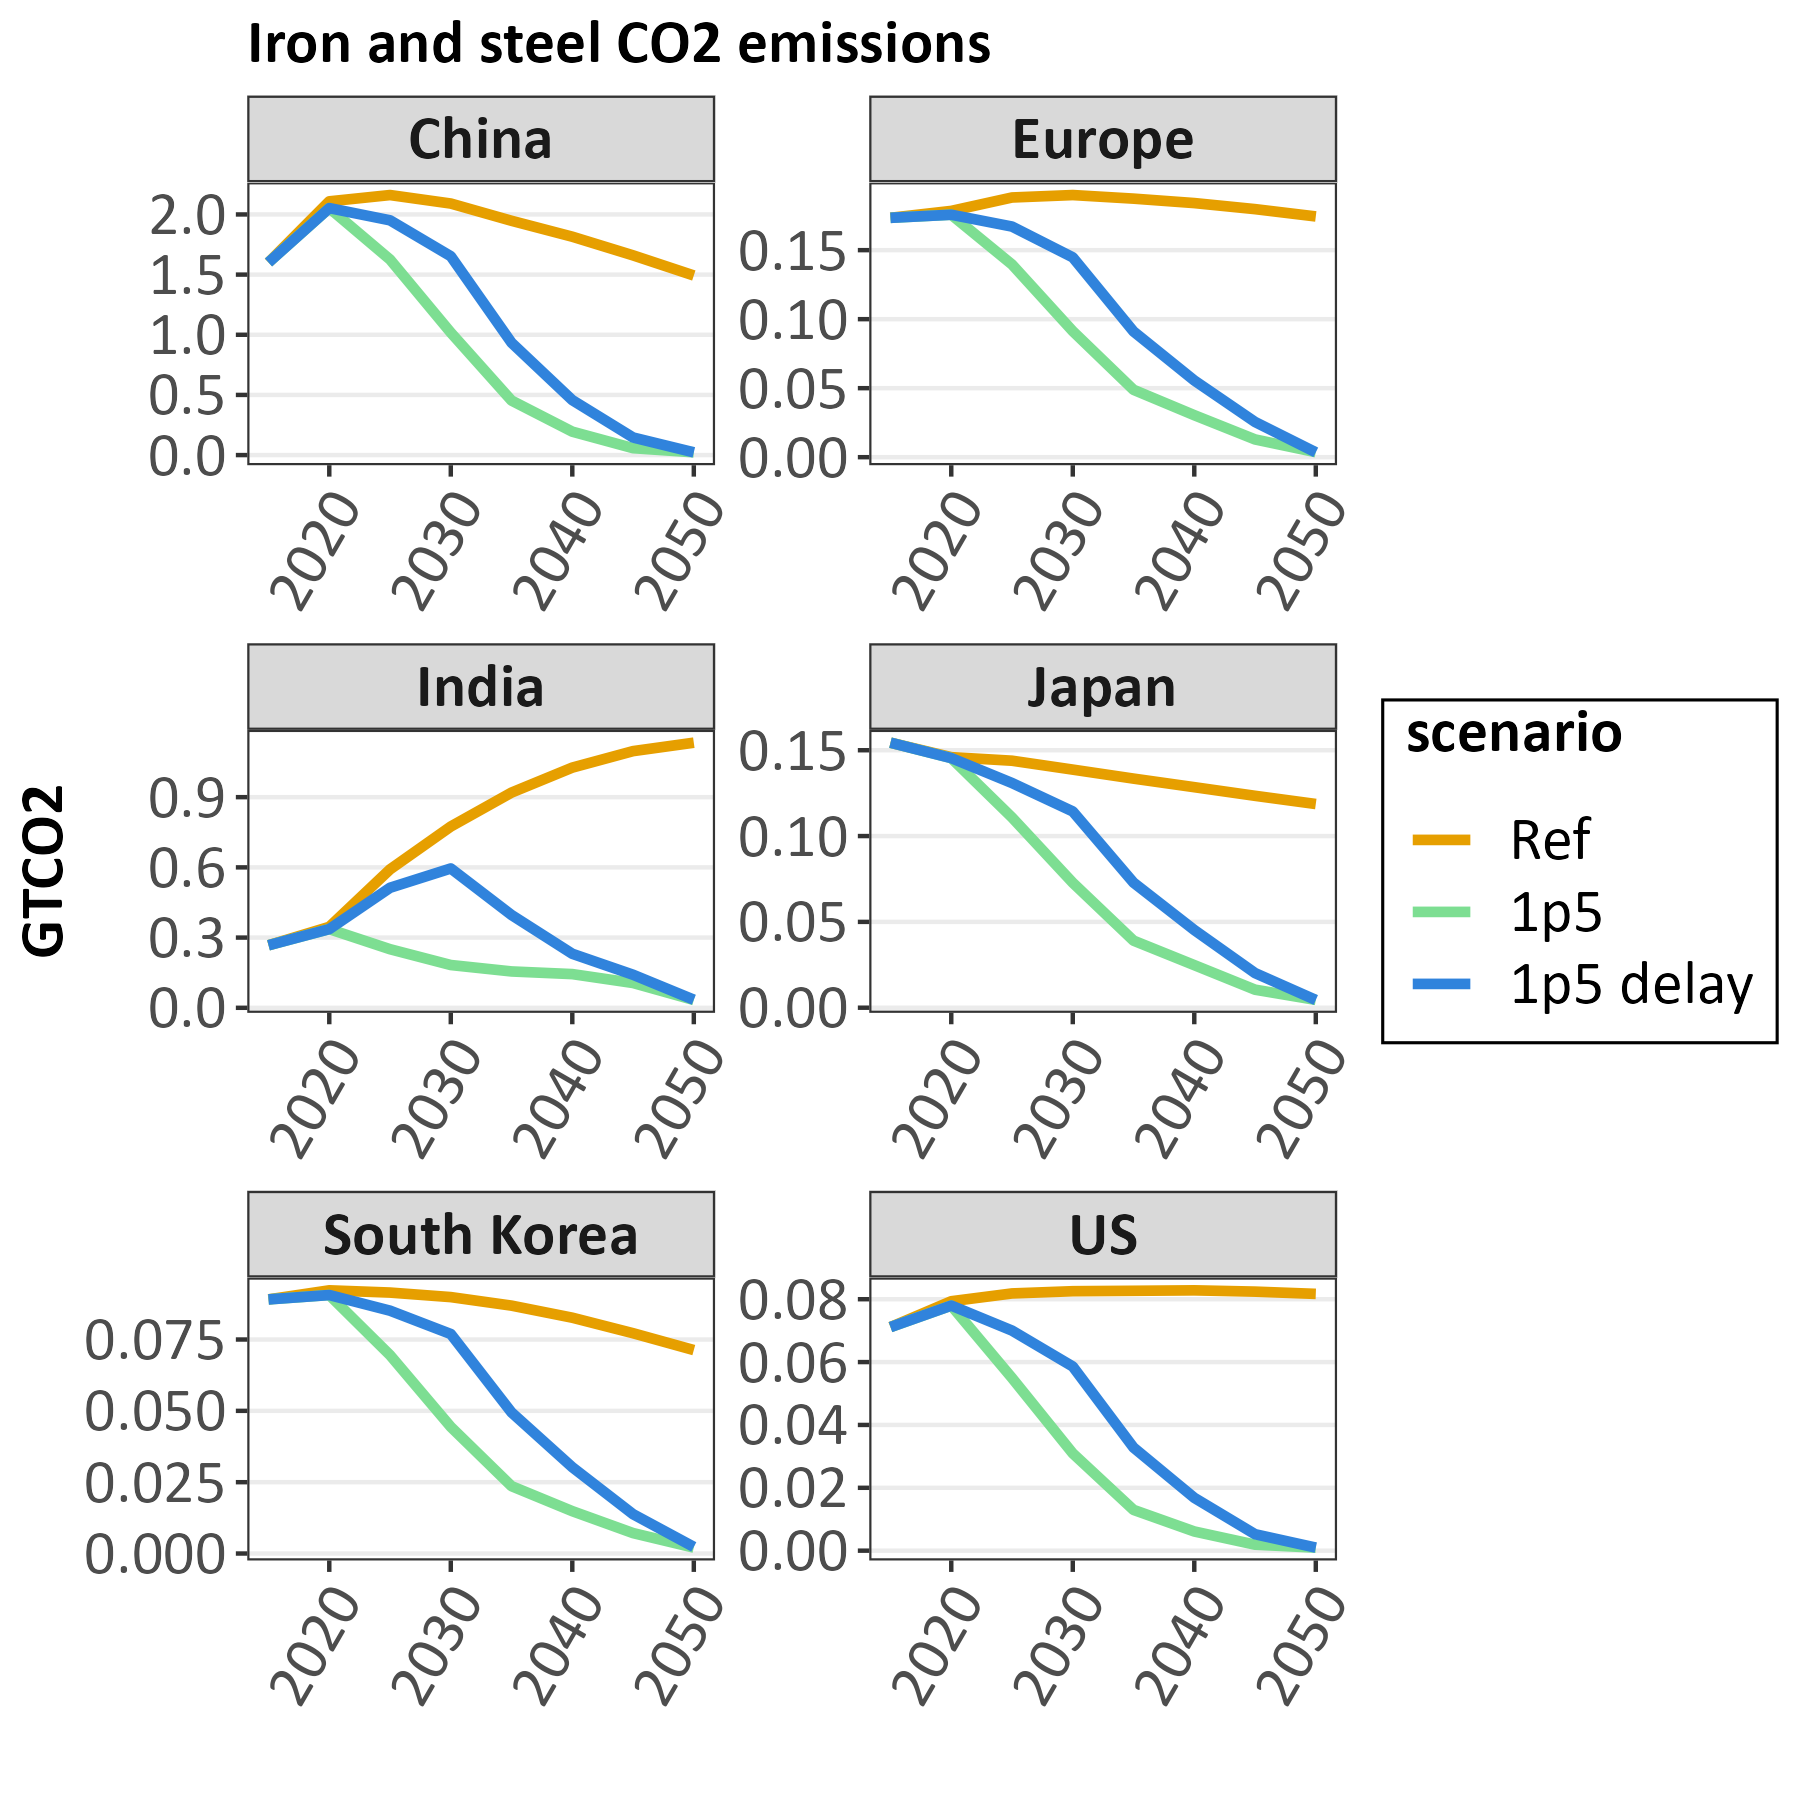 Iron and steel CO2 emissions
China
2.0
1.5
1.0
0.5
0.0
2020 2030 2040 2050
Europe
0.15
0.10
0.05
0.00
2020 2030 2040 2050
GTCO2
India
0.9
0.6
0.3
0.0
2020 2030 2040 2050
Japan
0.15
0.10
0.05
0.00
2020 2030 2040 2050
scenario
Ref
1p5
1p5 delay
South Korea
0.075
0.050
0.025
0.000
2020 2030 2040 2050
US
0.08
0.06
0.04
0.02
0.00
2020 2030 2040 2050